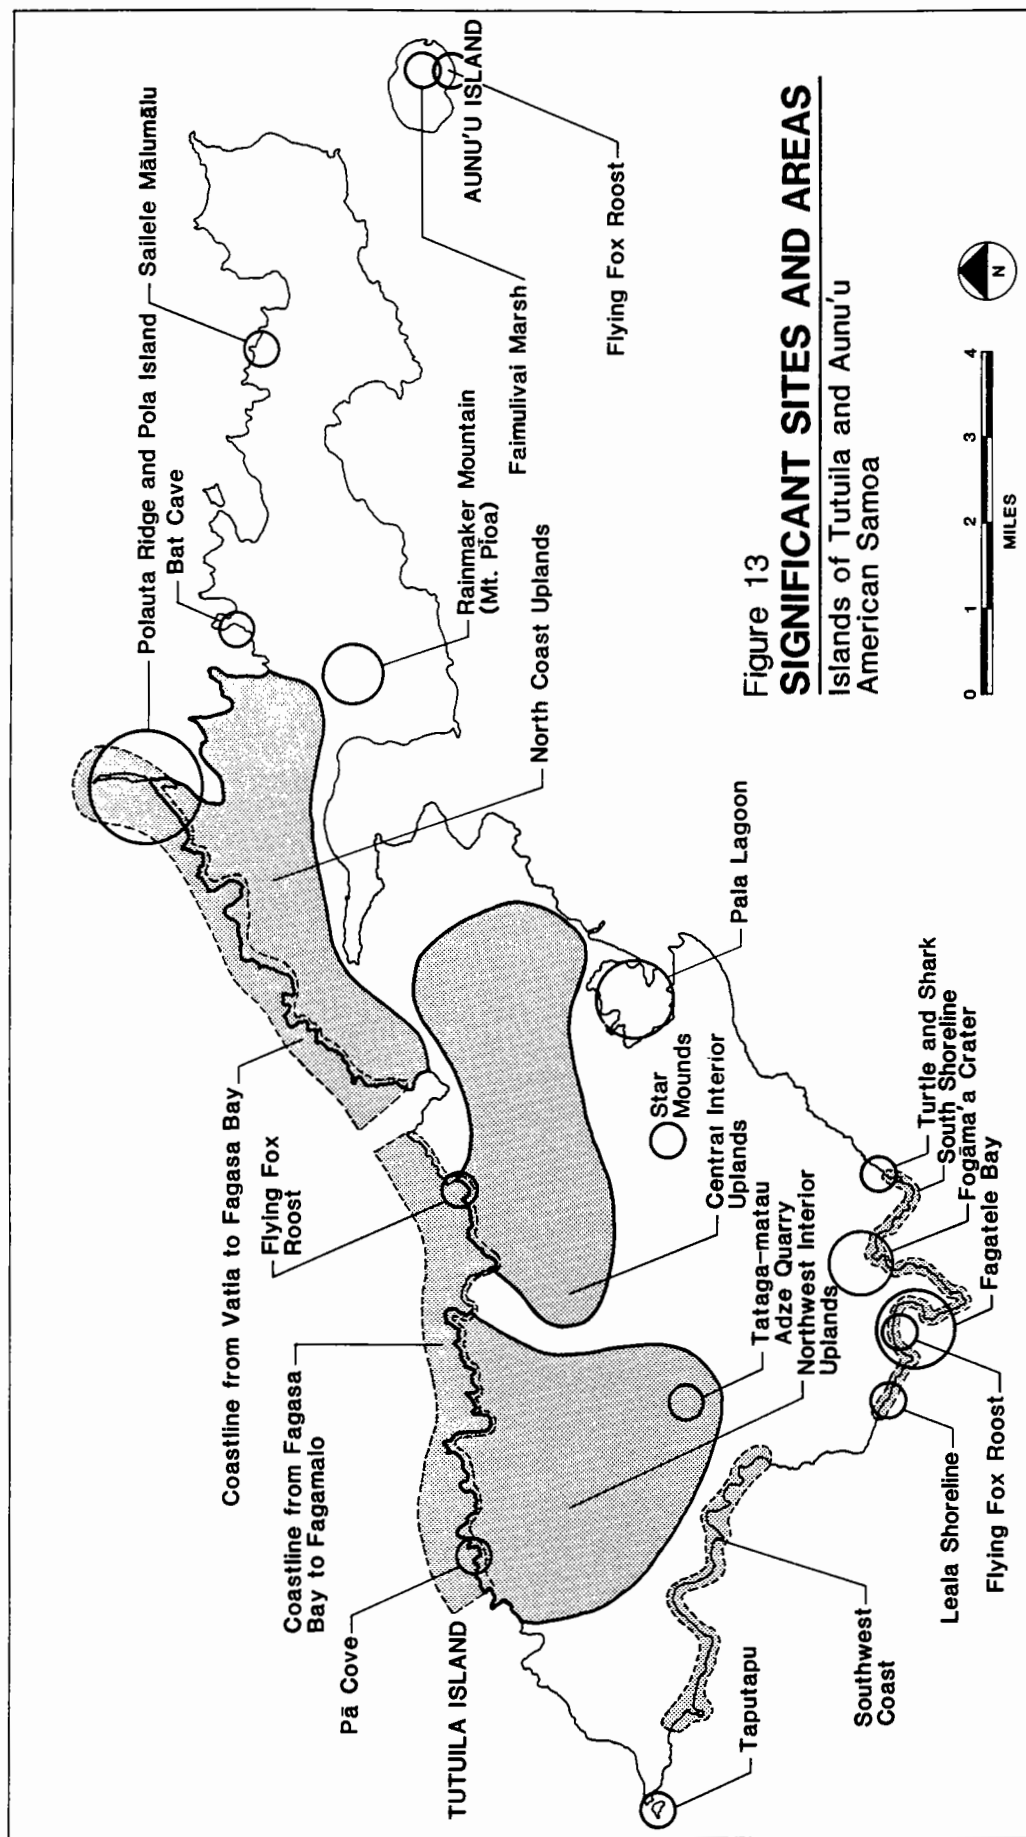 Polauta Ridge and Pola Island
Sailele Mālumālu
Bat Cave
Coastline from Vatia to Fagasa Bay
Flying Fox
Roost
Coastline from Fagasa
Bay to Fagamalo
Pā Cove
TUTUILA ISLAND
AUNU'U ISLAND
Faimulivai Marsh
Flying Fox Roost
Rainmaker Mountain
(Mt. Pīoa)
North Coast Uplands
Pala Lagoon
Star
Mounds
Central Interior
Uplands
Tataga-matau
Adze Quarry
Northwest Interior
Uplands
Turtle and Shark
South Shoreline
Fogāma'a Crater
Fagatele Bay
Flying Fox Roost
Leala Shoreline
Southwest
Coast
Taputapu
Figure 13
SIGNIFICANT SITES AND AREAS
Islands of Tutuila and Aunu'u
American Samoa
0 1 2 3 4
MILES
N